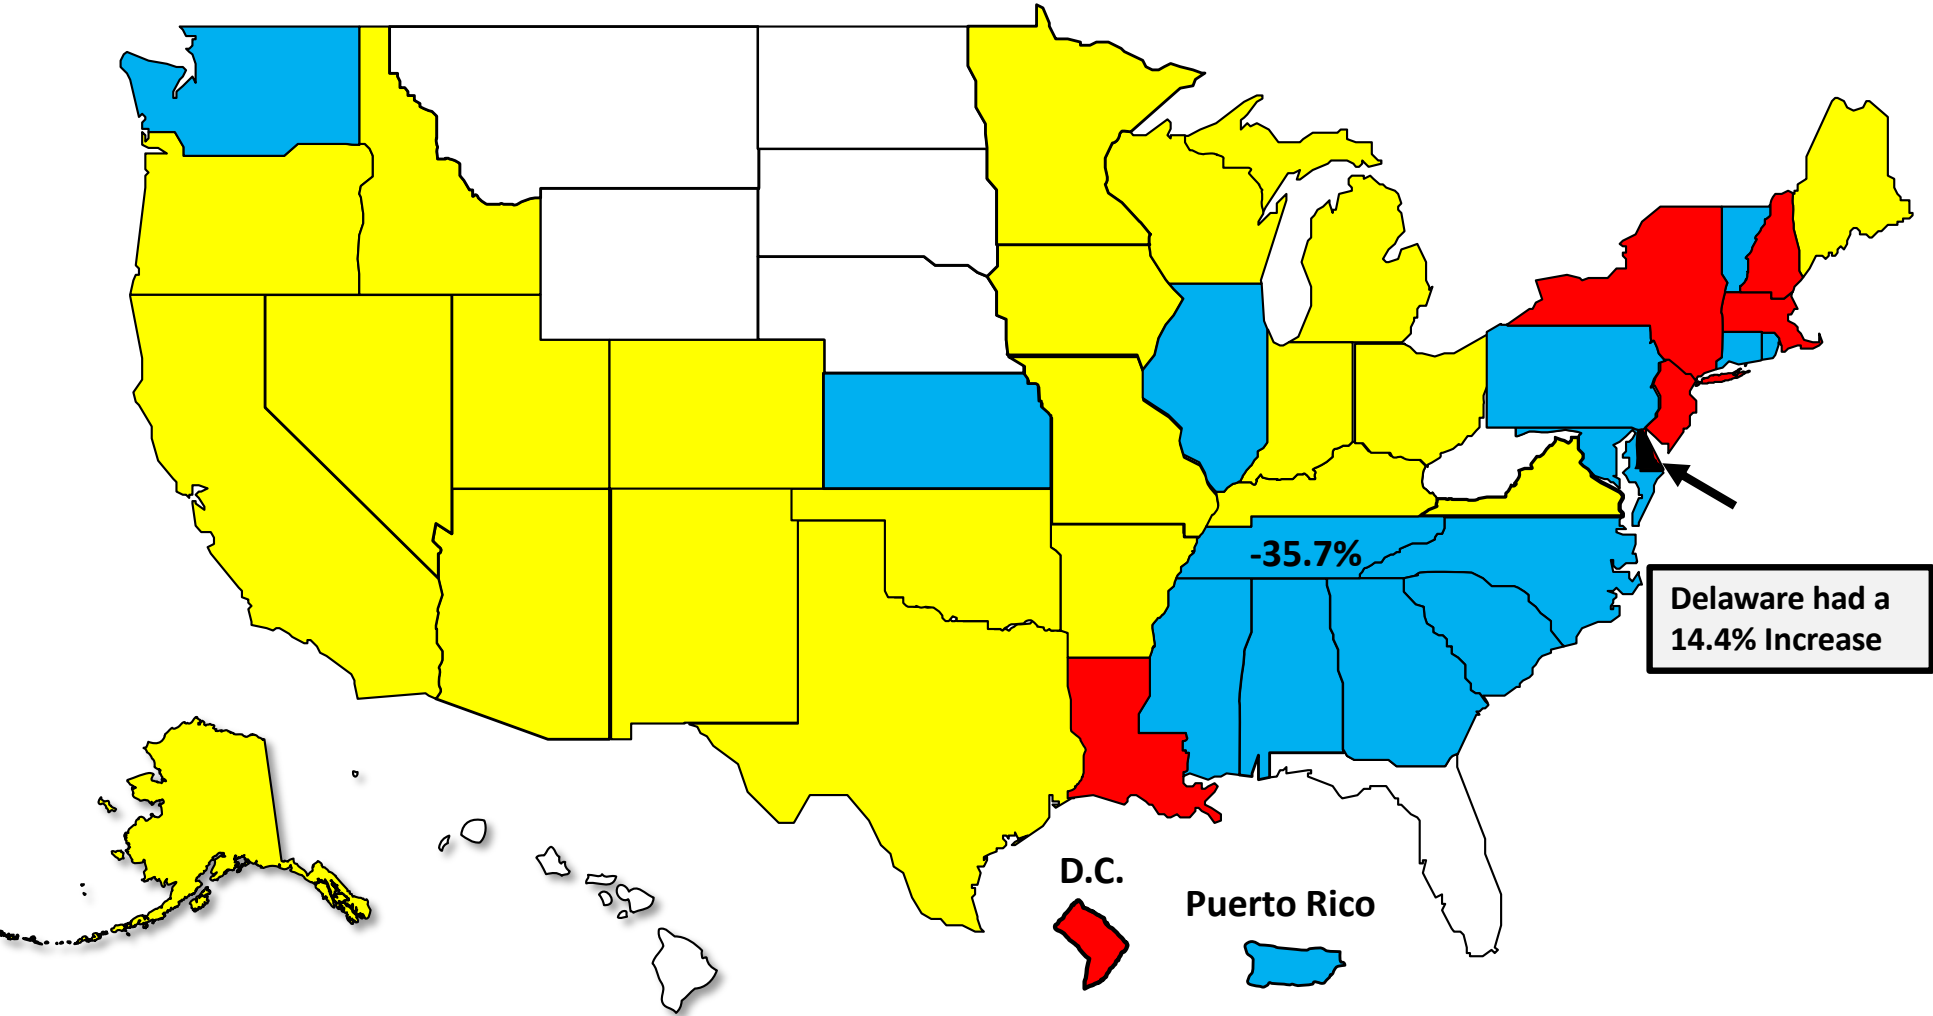 -35.7%
Delaware had a
14.4% Increase
D.C.
Puerto Rico